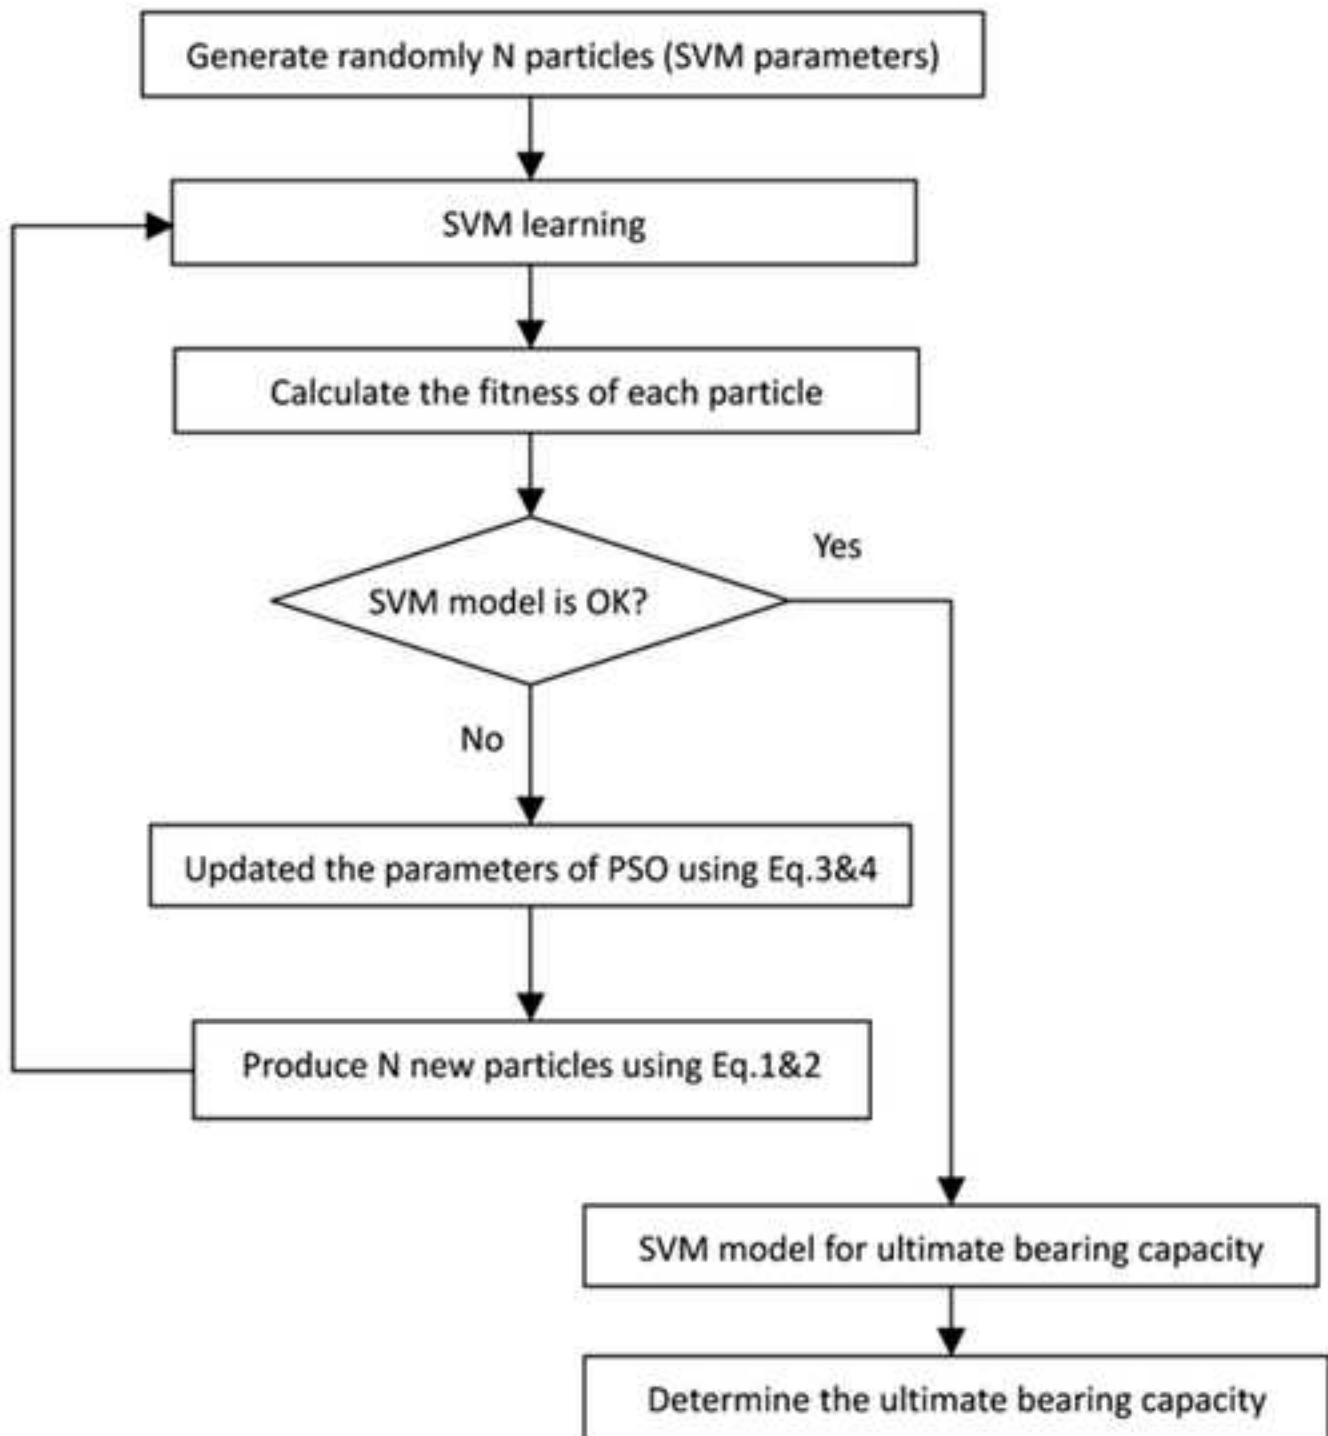 Generate randomly N particles (SVM parameters)
SVM learning
Calculate the fitness of each particle
Yes
SVM model is OK?
No
Updated the parameters of PSO using Eq.3&4
Produce N new particles using Eq.1&2
SVM model for ultimate bearing capacity
Determine the ultimate bearing capacity